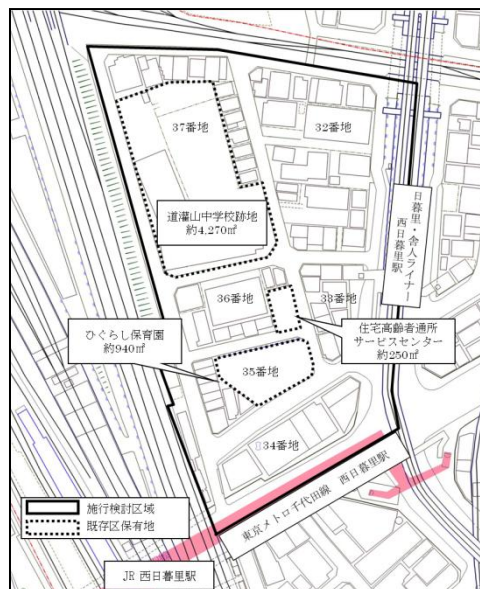 37番地
32番地
道灌山中学校跡地
約4,270㎡
日暮里・舎人ライナー
西日暮里駅
36番地
33番地
ひぐらし保育園
約940㎡
住宅高齢者通所
サービスセンター
約250㎡
35番地
34番地
施行検討区域
既存区保有地
東京メトロ千代田線　西日暮里駅
JR 西日暮里駅